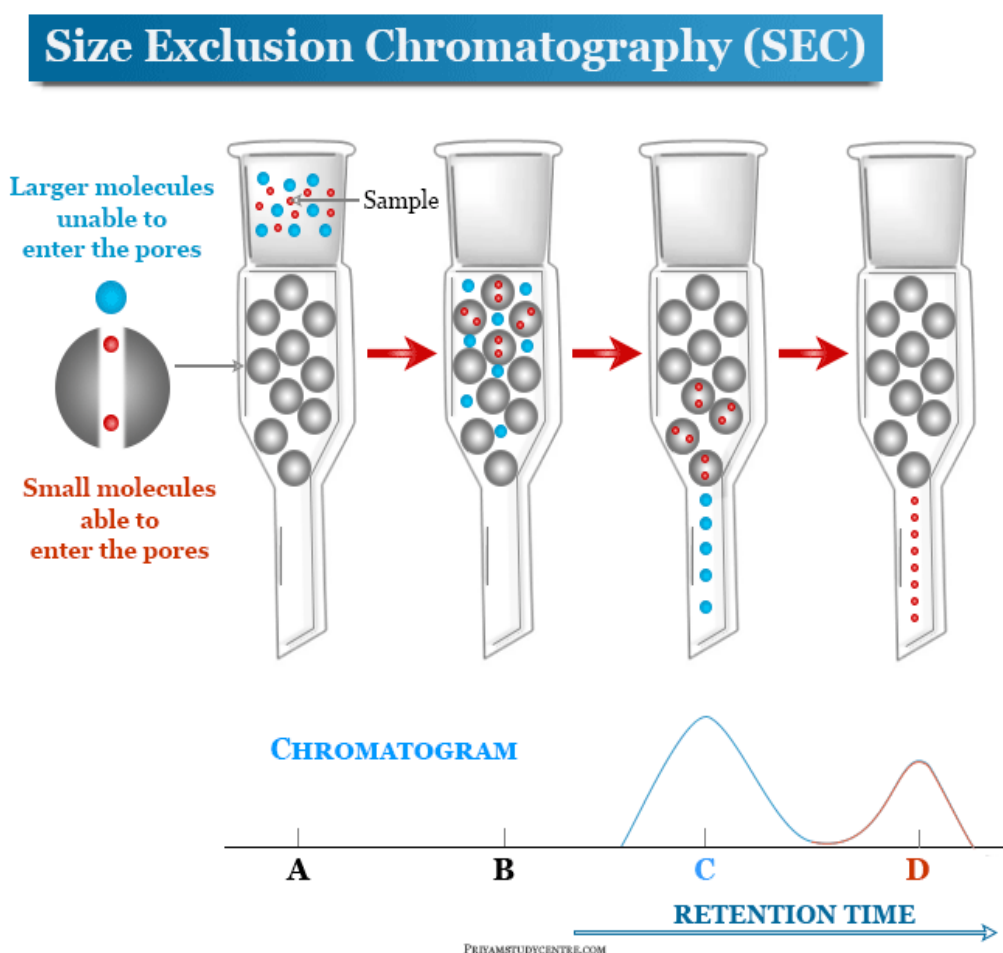 Size Exclusion Chromatography (SEC)
Larger molecules
unable to
enter the pores
Sample
Small molecules
able to
enter the pores
CHROMATOGRAM
A
B
C
D
RETENTION TIME
PRIYAMSTUDYCENTRE.COM